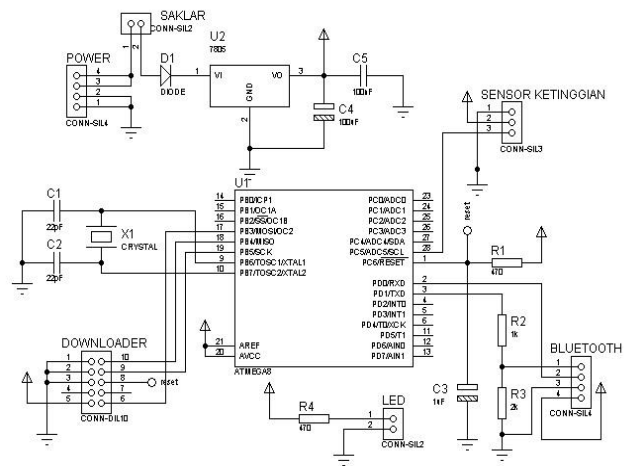 SAKLAR
CONN-SIL2
1
2
POWER
4
3
2
1
CONN-SIL4
D1
DIODE
U2
7805
1
VI
VO
3
GND
2
C5
100nF
C4
100nF
SENSOR KETINGGIAN
1
2
3
CONN-SIL3
U1
14
PB0/ICP1
15
PB1/OC1A
16
PB2/SS/OC1B
17
PB3/MOSI/OC2
18
PB4/MISO
19
PB5/SCK
9
PB6/TOSC1/XTAL1
10
PB7/TOSC2/XTAL2
21
AREF
20
AVCC
ATMEGA8
PC0/ADC0
23
PC1/ADC1
24
PC2/ADC2
25
PC3/ADC3
26
PC4/ADC4/SDA
27
PC5/ADC5/SCL
28
PC6/RESET
1
PD0/RXD
2
PD1/TXD
3
PD2/INT0
4
PD3/INT1
5
PD4/T0/XCK
6
PD5/T1
11
PD6/AIN0
12
PD7/AIN1
13
C1
22pF
X1
CRYSTAL
C2
22pF
reset
R1
47Ω
DOWNLOADER
1
2
3
4
5
10
9
8
7
6
reset
CONN-DIL10
R2
1k
R3
2k
BLUETOOTH
1
2
3
4
CONN-SIL4
C3
1nF
LED
R4
47Ω
1
2
CONN-SIL2